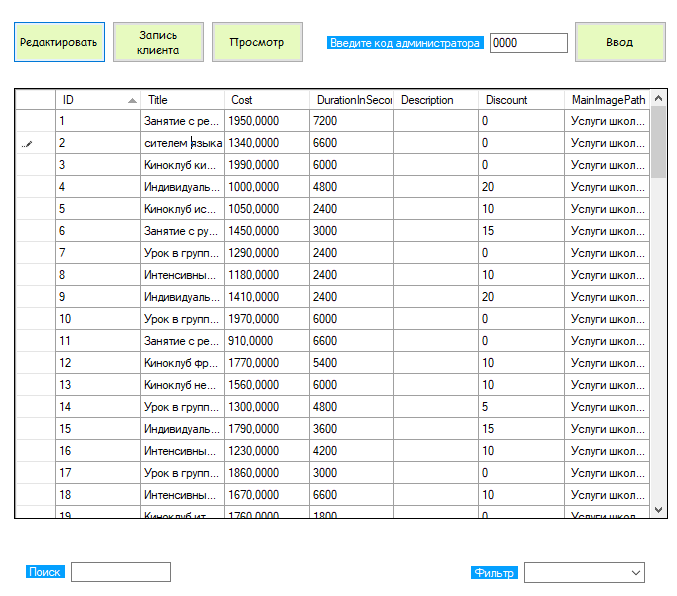 Редактировать Запись клиента Просмотр Введите код администратора 0000 Ввод
ID Title Cost DurationInSecon Description Discount MainImagePath
1 Занятие с ре... 1950,0000 7200 0 Услуги школ...
2 сителем языка 1340,0000 6600 0 Услуги школ...
3 Киноклуб ки... 1990,0000 6000 0 Услуги школ...
4 Индивидуаль... 1000,0000 4800 20 Услуги школ...
5 Киноклуб ис... 1050,0000 2400 10 Услуги школ...
6 Занятие с ру... 1450,0000 3000 15 Услуги школ...
7 Урок в групп... 1290,0000 2400 0 Услуги школ...
8 Интенсивны... 1180,0000 2400 10 Услуги школ...
9 Индивидуаль... 1410,0000 2400 20 Услуги школ...
10 Урок в групп... 1970,0000 6000 0 Услуги школ...
11 Занятие с ре... 910,0000 6600 0 Услуги школ...
12 Киноклуб фр... 1770,0000 5400 10 Услуги школ...
13 Киноклуб не... 1560,0000 6000 10 Услуги школ...
14 Урок в групп... 1300,0000 4800 5 Услуги школ...
15 Индивидуаль... 1790,0000 3600 15 Услуги школ...
16 Интенсивны... 1230,0000 4200 10 Услуги школ...
17 Урок в групп... 1860,0000 3000 0 Услуги школ...
18 Интенсивны... 1670,0000 6600 10 Услуги школ...
19 Киноклуб ит... 1760,0000 1800 0 Услуги школ...
Поиск Фильтр